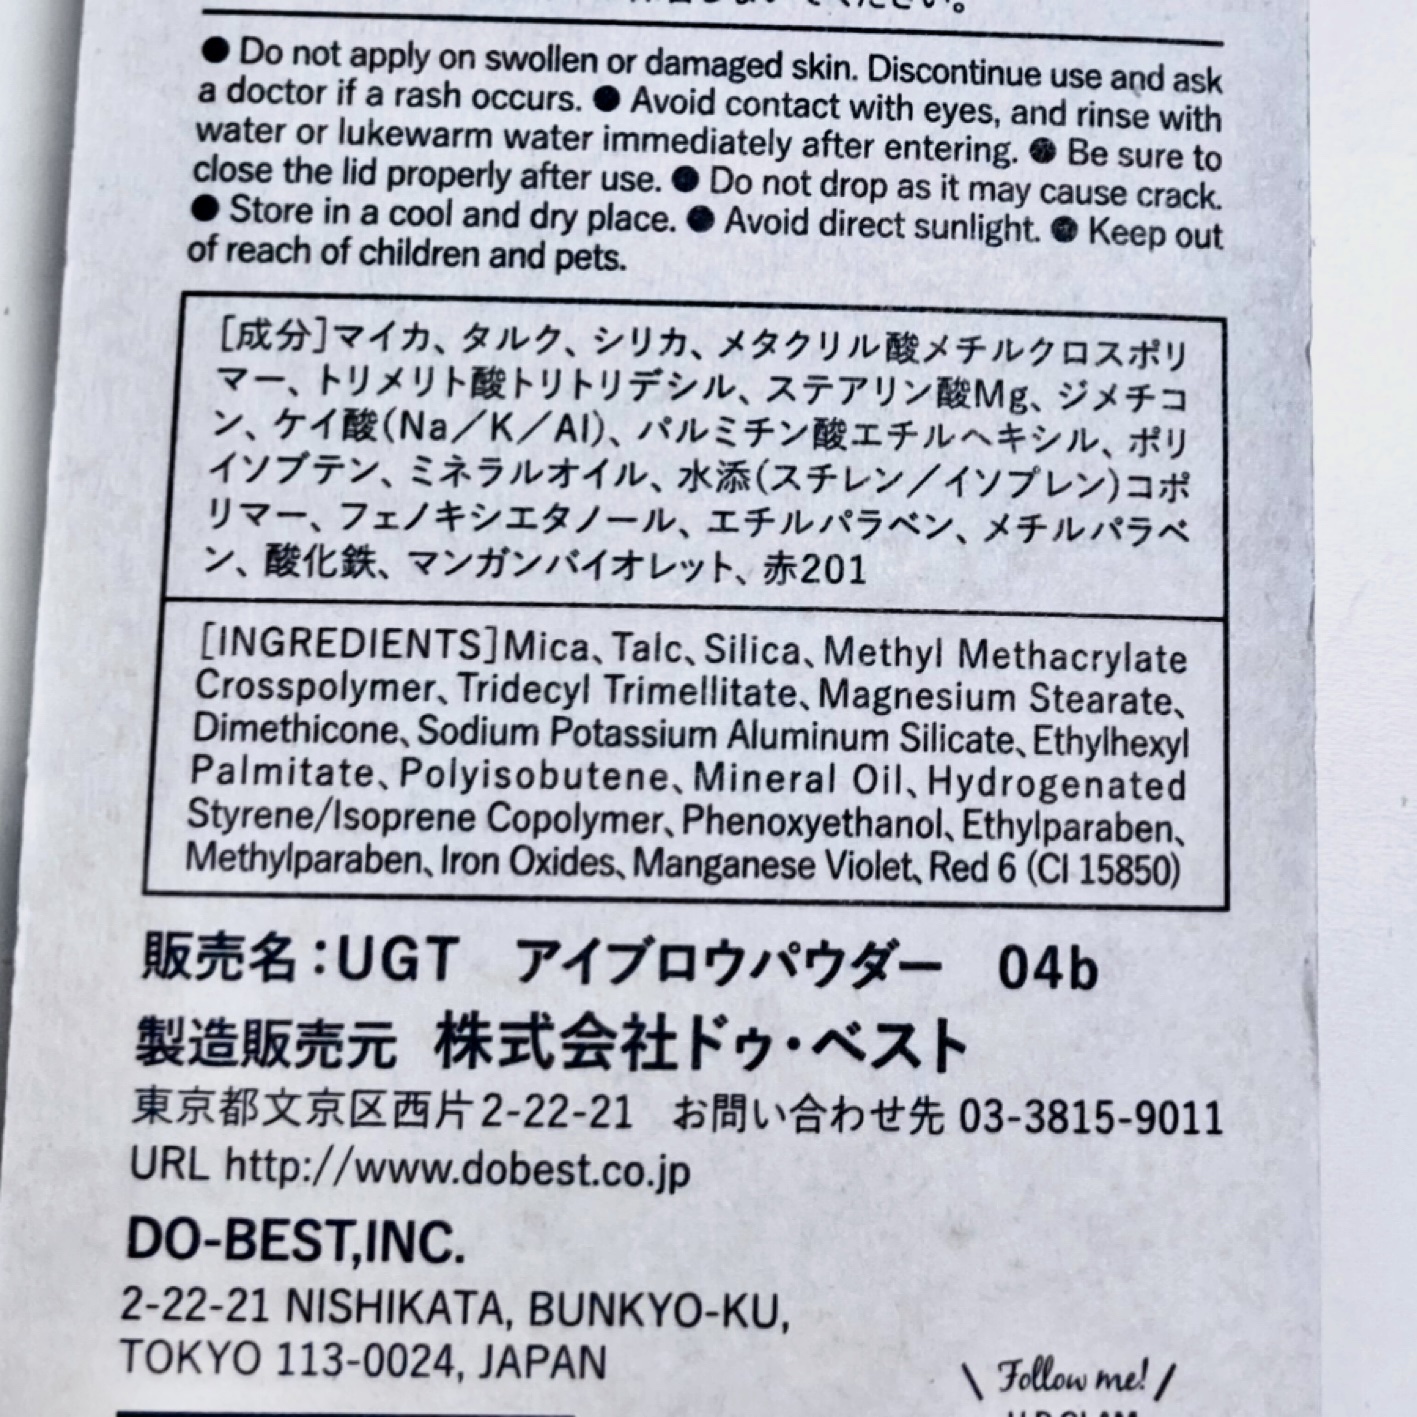 ください。
● Do not apply on swollen or damaged skin. Discontinue use and ask
a doctor if a rash occurs. ● Avoid contact with eyes, and rinse with
water or lukewarm water immediately after entering. ● Be sure to
close the lid properly after use. ● Do not drop as it may cause crack.
● Store in a cool and dry place. ● Avoid direct sunlight. ● Keep out
of reach of children and pets.
[成分]マイカ、タルク、シリカ、メタクリル酸メチルクロスポリ
マー、トリメリト酸トリトリデシル、ステアリン酸Mg、ジメチコ
ン、ケイ酸(Na/K/Al)、パルミチン酸エチルヘキシル、ポリ
イソブテン、ミネラルオイル、水添(スチレン/イソプレン)コポ
リマー、フェノキシエタノール、エチルパラベン、メチルパラベ
ン、酸化鉄、マンガンバイオレット、赤201
[INGREDIENTS]Mica、Talc、Silica、Methyl Methacrylate
Crosspolymer、Tridecyl Trimellitate、Magnesium Stearate、
Dimethicone、Sodium Potassium Aluminum Silicate、Ethylhexyl
Palmitate、Polyisobutene、Mineral Oil、Hydrogenated
Styrene/Isoprene Copolymer、Phenoxyethanol、Ethylparaben、
Methylparaben、Iron Oxides、Manganese Violet、Red 6 (CI 15850)
販売名：UGT アイブロウパウダー 04b
製造販売元 株式会社ドゥ・ベスト
東京都文京区西片2-22-21 お問い合わせ先 03-3815-9011
URL http://www.dobest.co.jp
DO-BEST,INC.
2-22-21 NISHIKATA, BUNKYO-KU,
TOKYO 113-0024, JAPAN
\ Follow me! /